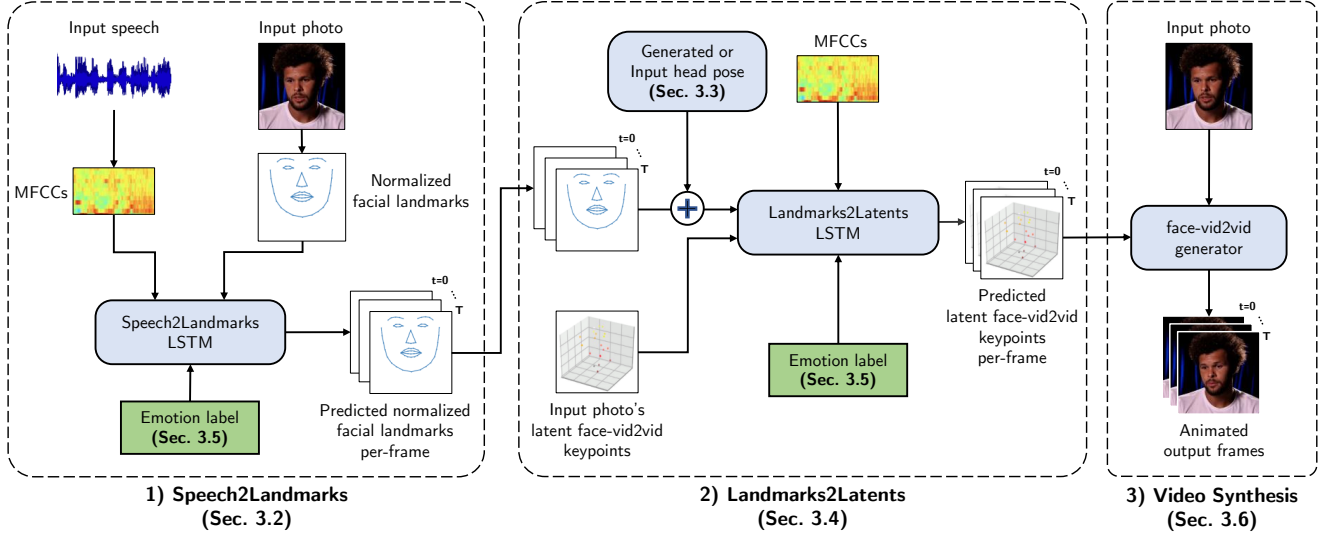 Input speech
Input photo
MFCCs
Normalized
facial landmarks
Speech2Landmarks
LSTM
t=0
T
Emotion label
(Sec. 3.5)
Predicted normalized
facial landmarks
per-frame
1) Speech2Landmarks
(Sec. 3.2)
Generated or
Input head pose
(Sec. 3.3)
MFCCs
t=0
T
Landmarks2Latents
LSTM
t=0
T
Input photo's
latent face-vid2vid
keypoints
Emotion label
(Sec. 3.5)
Predicted
latent face-vid2vid
keypoints
per-frame
2) Landmarks2Latents
(Sec. 3.4)
Input photo
face-vid2vid
generator
t=0
T
Animated
output frames
3) Video Synthesis
(Sec. 3.6)